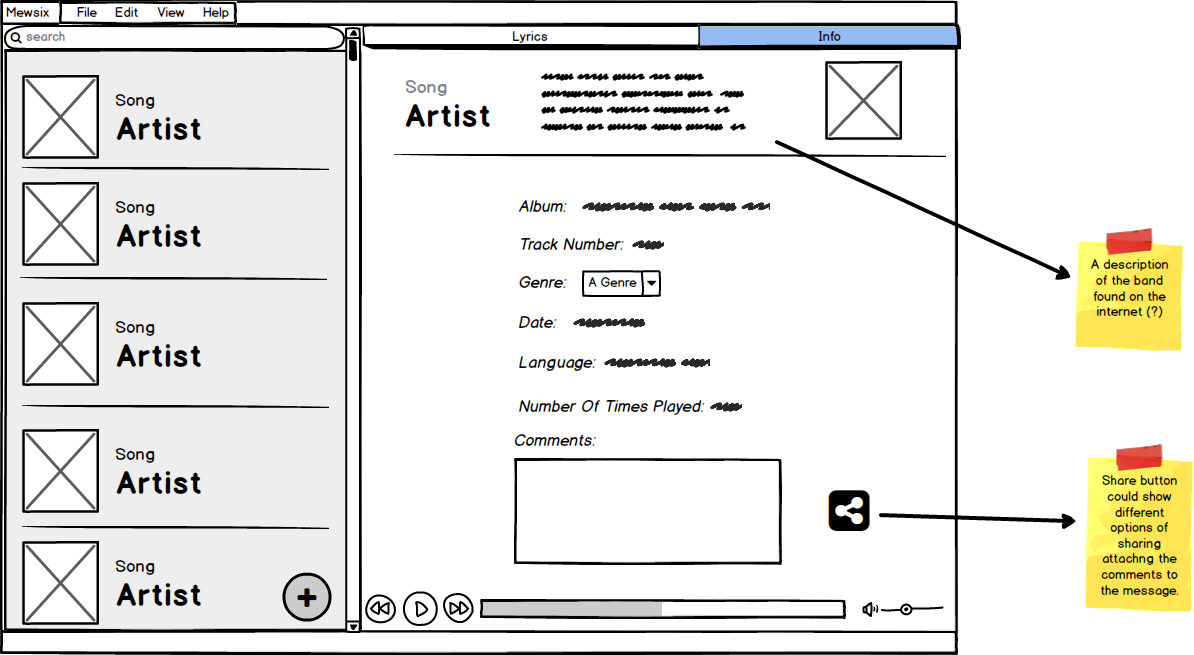 Mewsix File Edit View Help
search
Lyrics Info
Song
Artist
Song
Artist
Song
Artist
Song
Artist
Song
Artist
Song
Artist
Album:
Track Number:
Genre: A Genre
Date:
Language:
Number Of Times Played:
Comments:
A description
of the band
found on the
internet (?)
Share button
could show
different
options of
sharing
attachng the
comments to
the message.